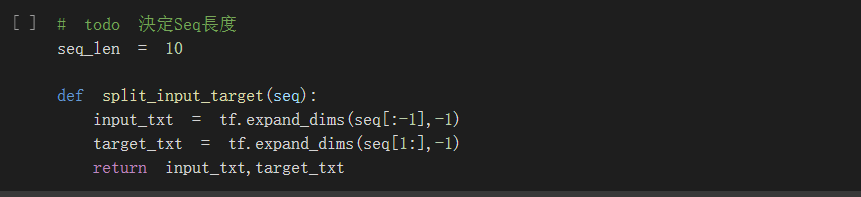 [ ] # todo 決定Seq長度
seq_len = 10
def split_input_target(seq):
input_txt = tf.expand_dims(seq[:-1],-1)
target_txt = tf.expand_dims(seq[1:],-1)
return input_txt,target_txt